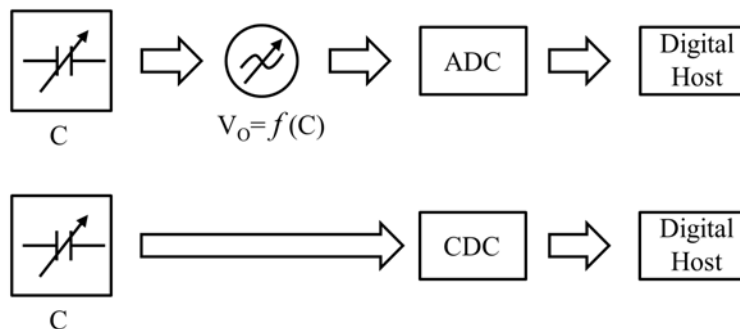 C
V_O=f(C)
ADC
Digital
Host
C
CDC
Digital
Host